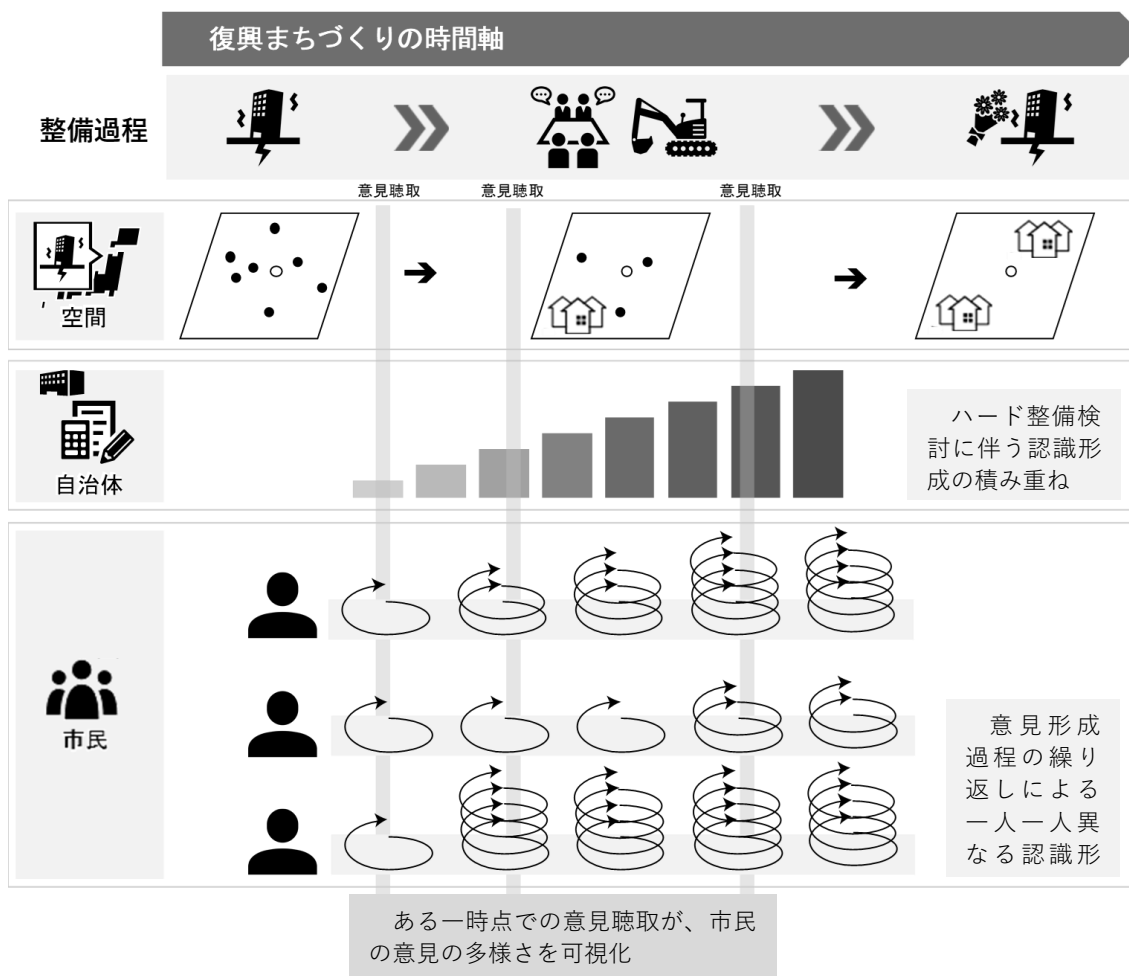 復興まちづくりの時間軸
整備過程
意見聴取
意見聴取
意見聴取
空間
自治体
ハード整備検
討に伴う認識形
成の積み重ね
市民
意見形成
過程の繰り
返しによる
一人一人異
なる認識形
ある一時点での意見聴取が、市民
の意見の多様さを可視化